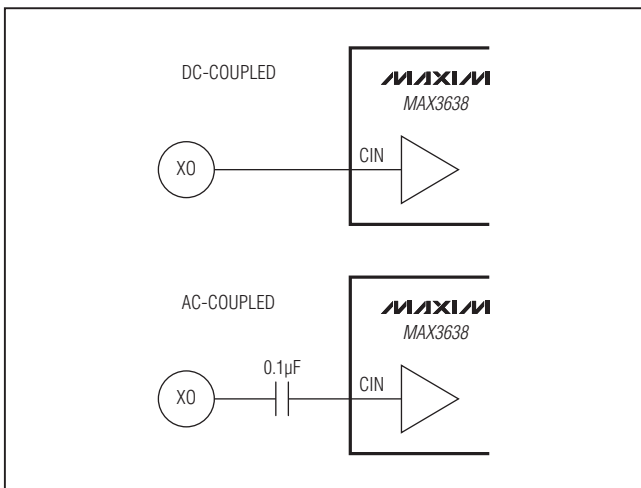 DC-COUPLED
MAXIM
MAX3638
XO
CIN
AC-COUPLED
MAXIM
MAX3638
0.1µF
XO
CIN